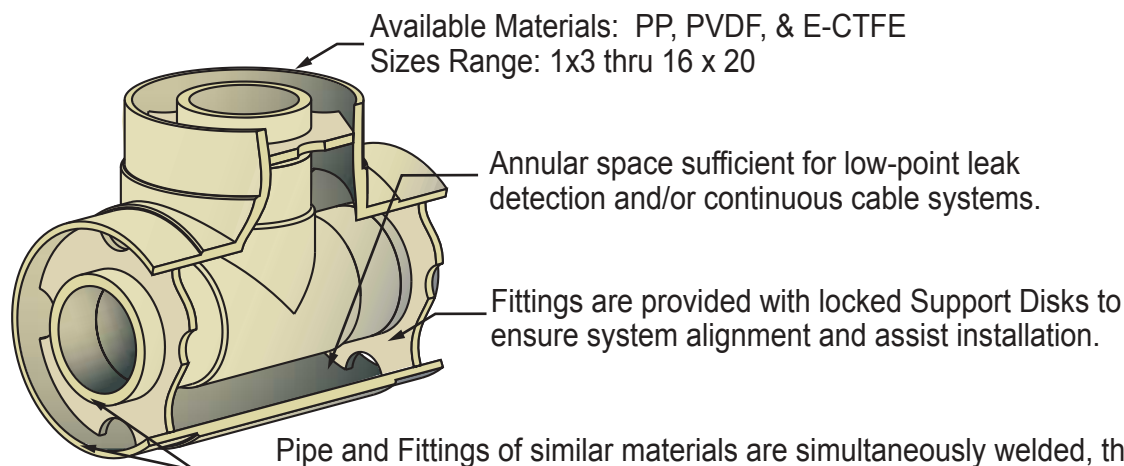 Available Materials:  PP, PVDF, & E-CTFE
Sizes Range: 1x3 thru 16 x 20
Annular space sufficient for low-point leak
detection and/or continuous cable systems.
Fittings are provided with locked Support Disks to
ensure system alignment and assist installation.
Pipe and Fittings of similar materials are simultaneously welded, th